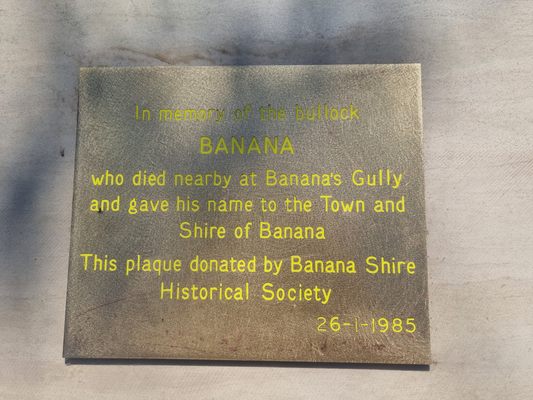 In memory of the bullock
BANANA
who died nearby at Banana's Gully
and gave his name to the Town and
Shire of Banana
This plaque donated by Banana Shire
Historical Society
26-1-1985